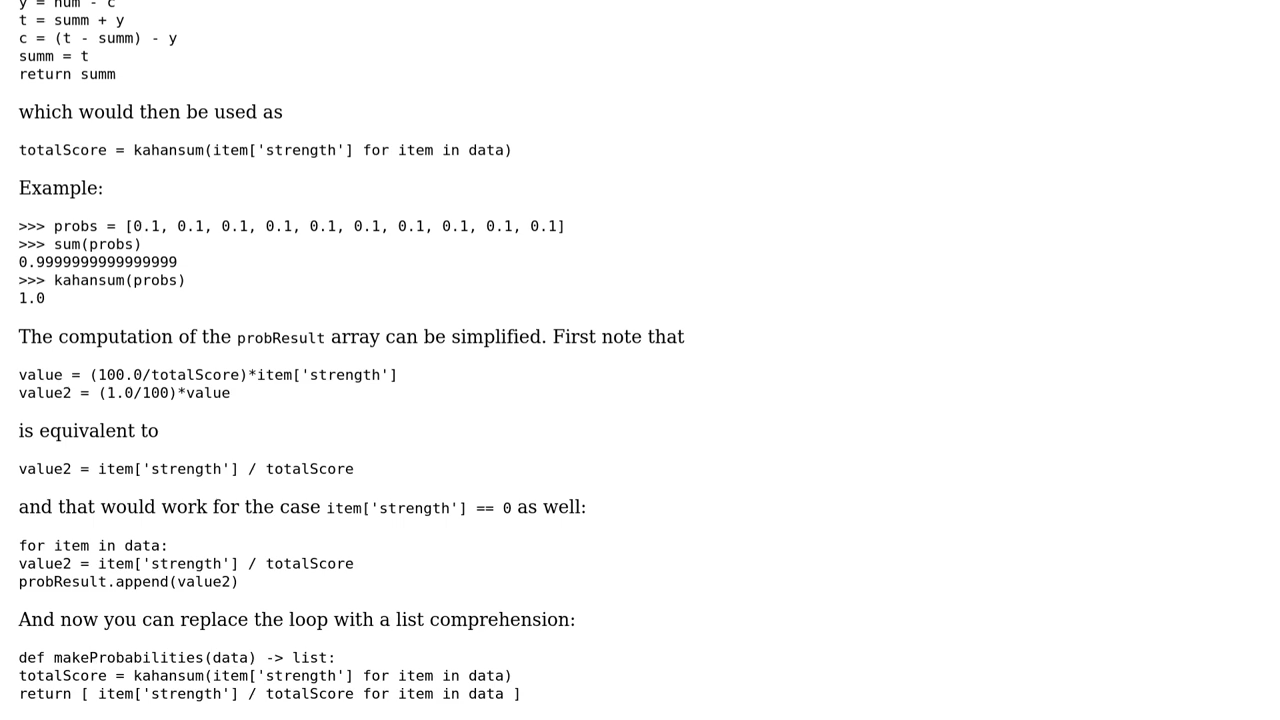 y = num - c
t = summ + y
c = (t - summ) - y
summ = t
return summ
which would then be used as
totalScore = kahansum(item['strength'] for item in data)
Example:
>>> probs = [0.1, 0.1, 0.1, 0.1, 0.1, 0.1, 0.1, 0.1, 0.1, 0.1]
>>> sum(probs)
0.9999999999999999
>>> kahansum(probs)
1.0
The computation of the probResult array can be simplified. First note that
value = (100.0/totalScore)*item['strength']
value2 = (1.0/100)*value
is equivalent to
value2 = item['strength'] / totalScore
and that would work for the case item['strength'] == 0 as well:
for item in data:
value2 = item['strength'] / totalScore
probResult.append(value2)
And now you can replace the loop with a list comprehension:
def makeProbabilities(data) -> list:
totalScore = kahansum(item['strength'] for item in data)
return [ item['strength'] / totalScore for item in data ]